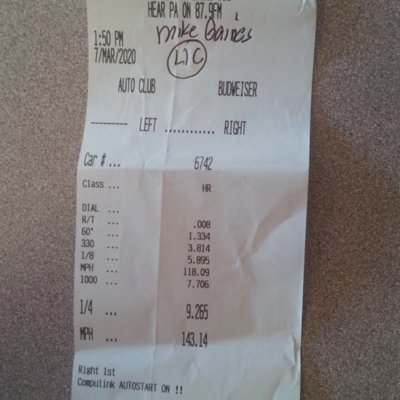 HEAR PA ON 87.9FM
1:50 PM Mike
7/MAR/2020
AUTO CLUB BUDWEISER
--------- LEFT ............ RIGHT
Car # ... 6742
Class ... HR
DIAL ...
R/T ... .008
60" ... 1.334
330 ... 3.814
1/8 ... 5.895
MPH ... 118.09
1000 ... 7.706
1/4 ... 9.265
MPH ... 143.14
Right 1st
Compulink AUTOSTART ON !!